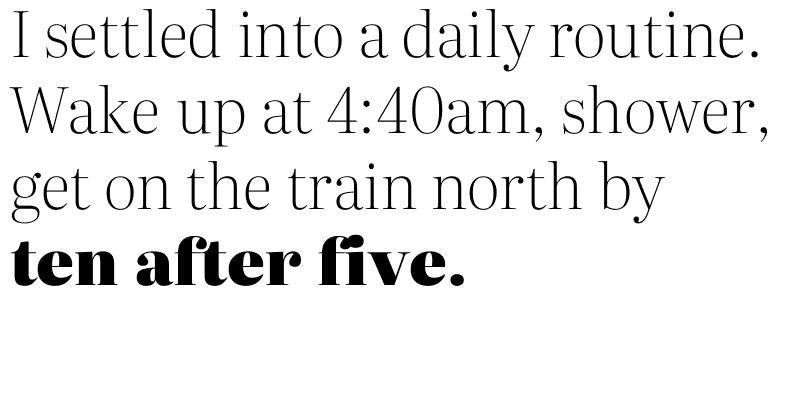 I settled into a daily routine.
Wake up at 4:40am, shower,
get on the train north by
ten after five.